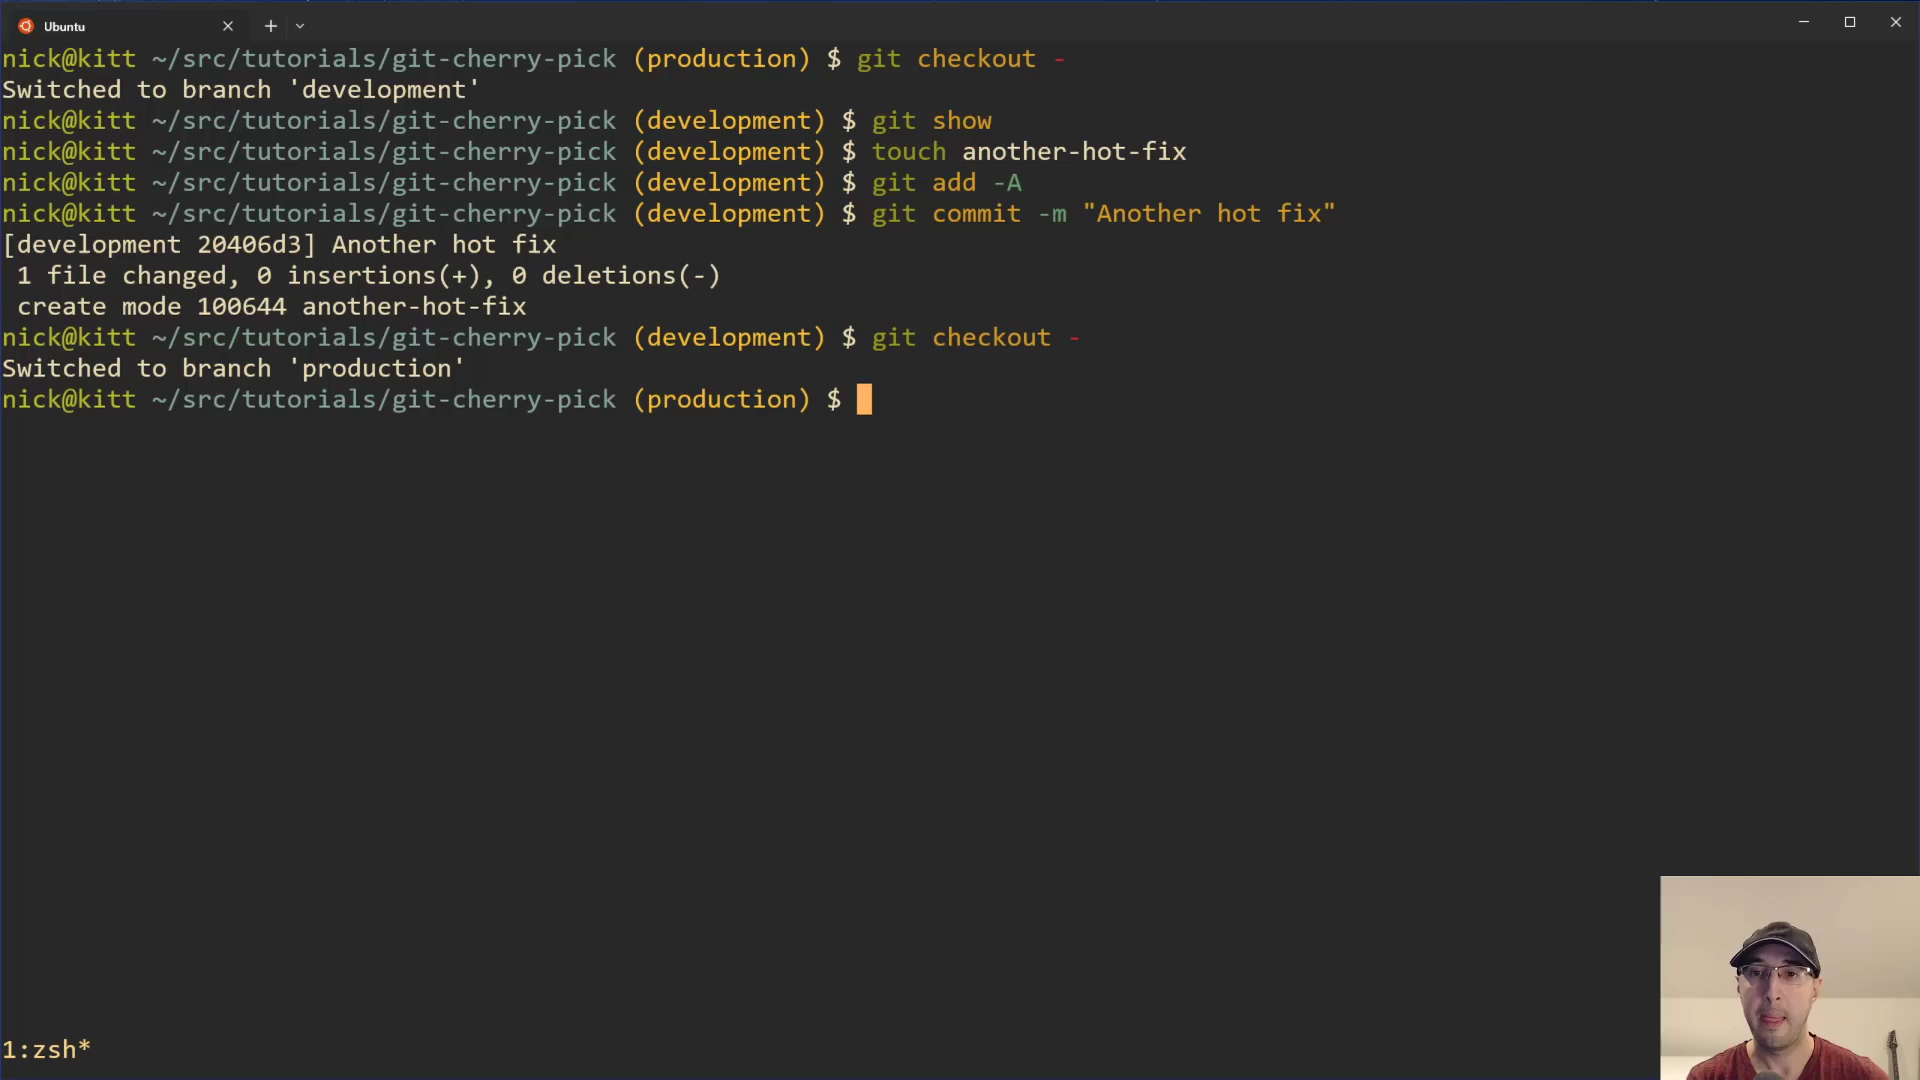 Ubuntu
nick@kitt ~/src/tutorials/git-cherry-pick (production) $ git checkout -
Switched to branch 'development'
nick@kitt ~/src/tutorials/git-cherry-pick (development) $ git show
nick@kitt ~/src/tutorials/git-cherry-pick (development) $ touch another-hot-fix
nick@kitt ~/src/tutorials/git-cherry-pick (development) $ git add -A
nick@kitt ~/src/tutorials/git-cherry-pick (development) $ git commit -m "Another hot fix"
[development 20406d3] Another hot fix
 1 file changed, 0 insertions(+), 0 deletions(-)
 create mode 100644 another-hot-fix
nick@kitt ~/src/tutorials/git-cherry-pick (development) $ git checkout -
Switched to branch 'production'
nick@kitt ~/src/tutorials/git-cherry-pick (production) $
1:zsh*